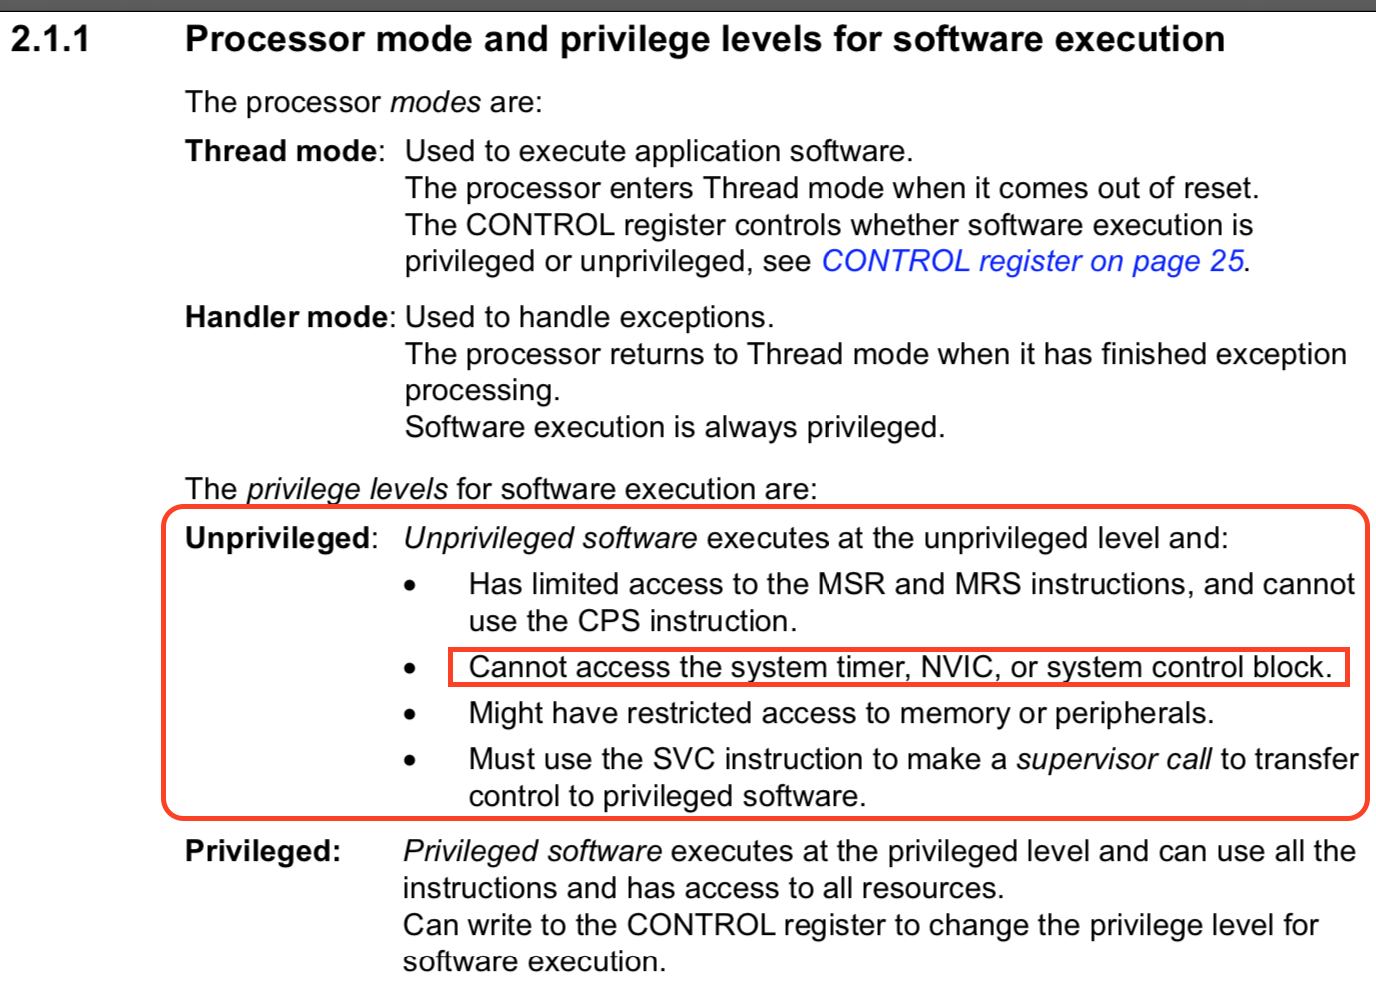 2.1.1 Processor mode and privilege levels for software execution
The processor modes are:
Thread mode: Used to execute application software.
The processor enters Thread mode when it comes out of reset.
The CONTROL register controls whether software execution is
privileged or unprivileged, see CONTROL register on page 25.
Handler mode: Used to handle exceptions.
The processor returns to Thread mode when it has finished exception
processing.
Software execution is always privileged.
The privilege levels for software execution are:
Unprivileged: Unprivileged software executes at the unprivileged level and:
• Has limited access to the MSR and MRS instructions, and cannot
use the CPS instruction.
• Cannot access the system timer, NVIC, or system control block.
• Might have restricted access to memory or peripherals.
• Must use the SVC instruction to make a supervisor call to transfer
control to privileged software.
Privileged: Privileged software executes at the privileged level and can use all the
instructions and has access to all resources.
Can write to the CONTROL register to change the privilege level for
software execution.